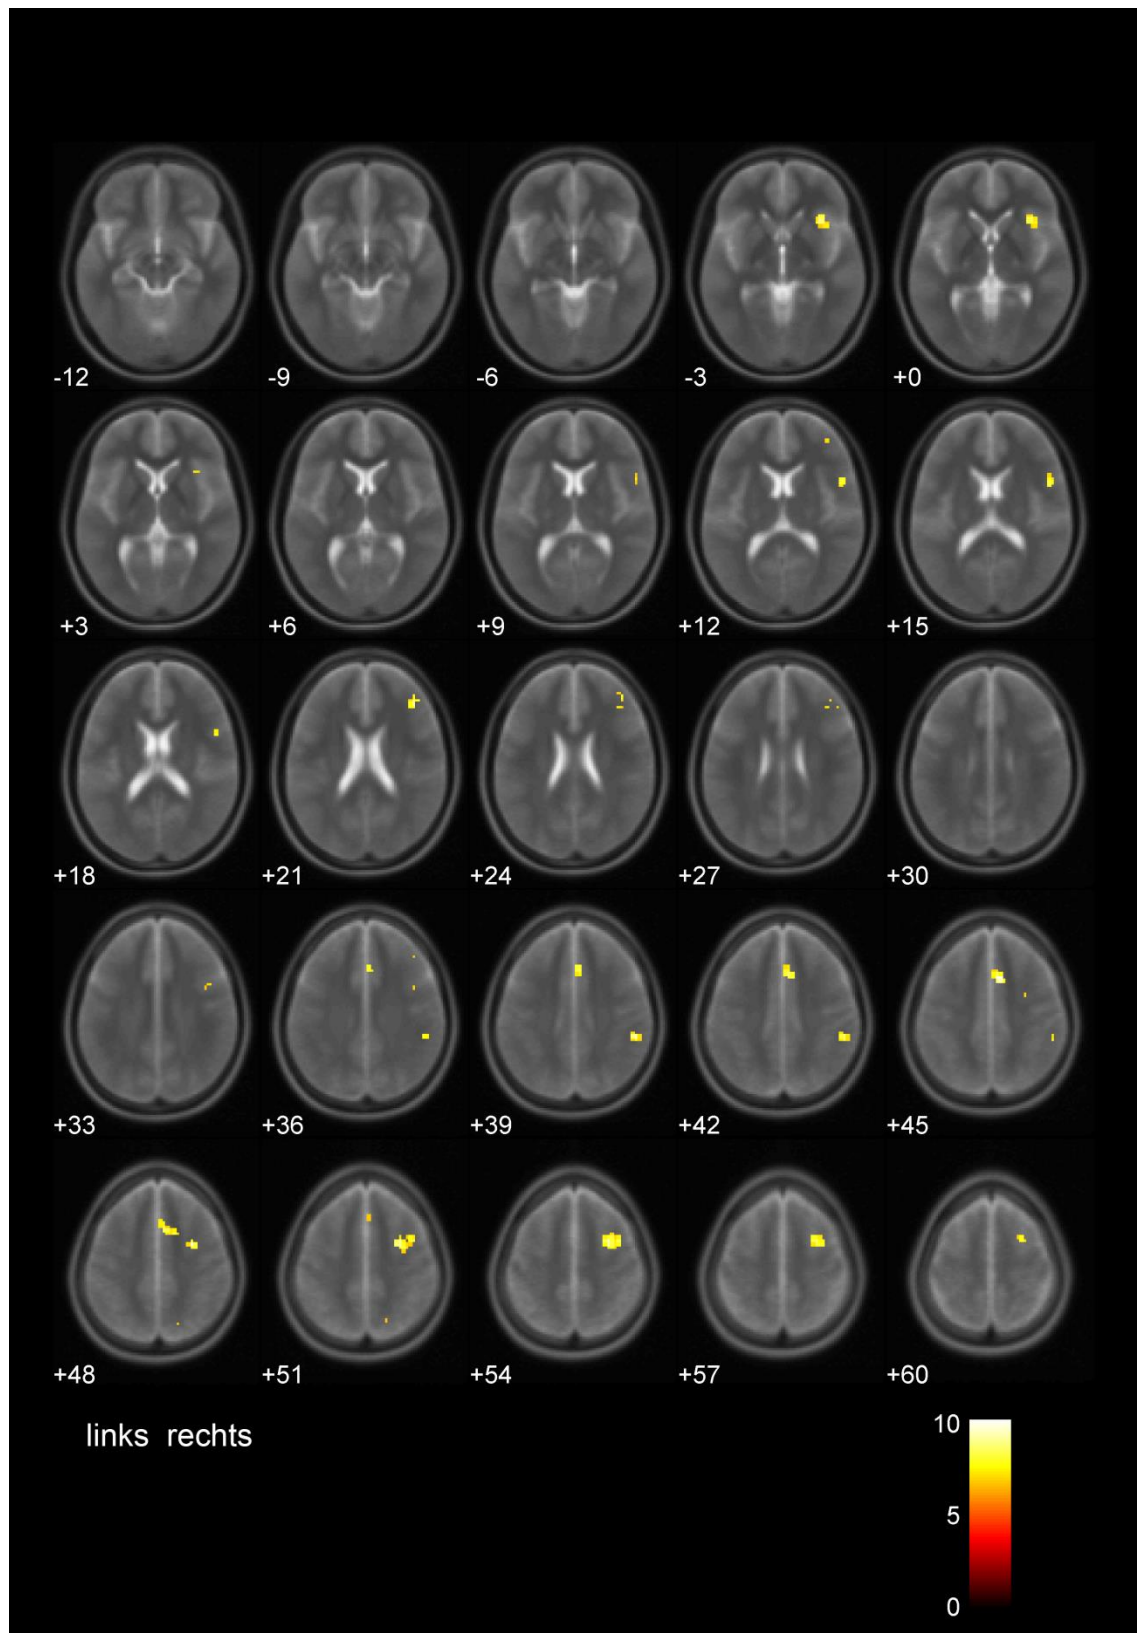 -12 -9 -6 -3 +0
+3 +6 +9 +12 +15
+18 +21 +24 +27 +30
+33 +36 +39 +42 +45
+48 +51 +54 +57 +60
links rechts
10
5
0